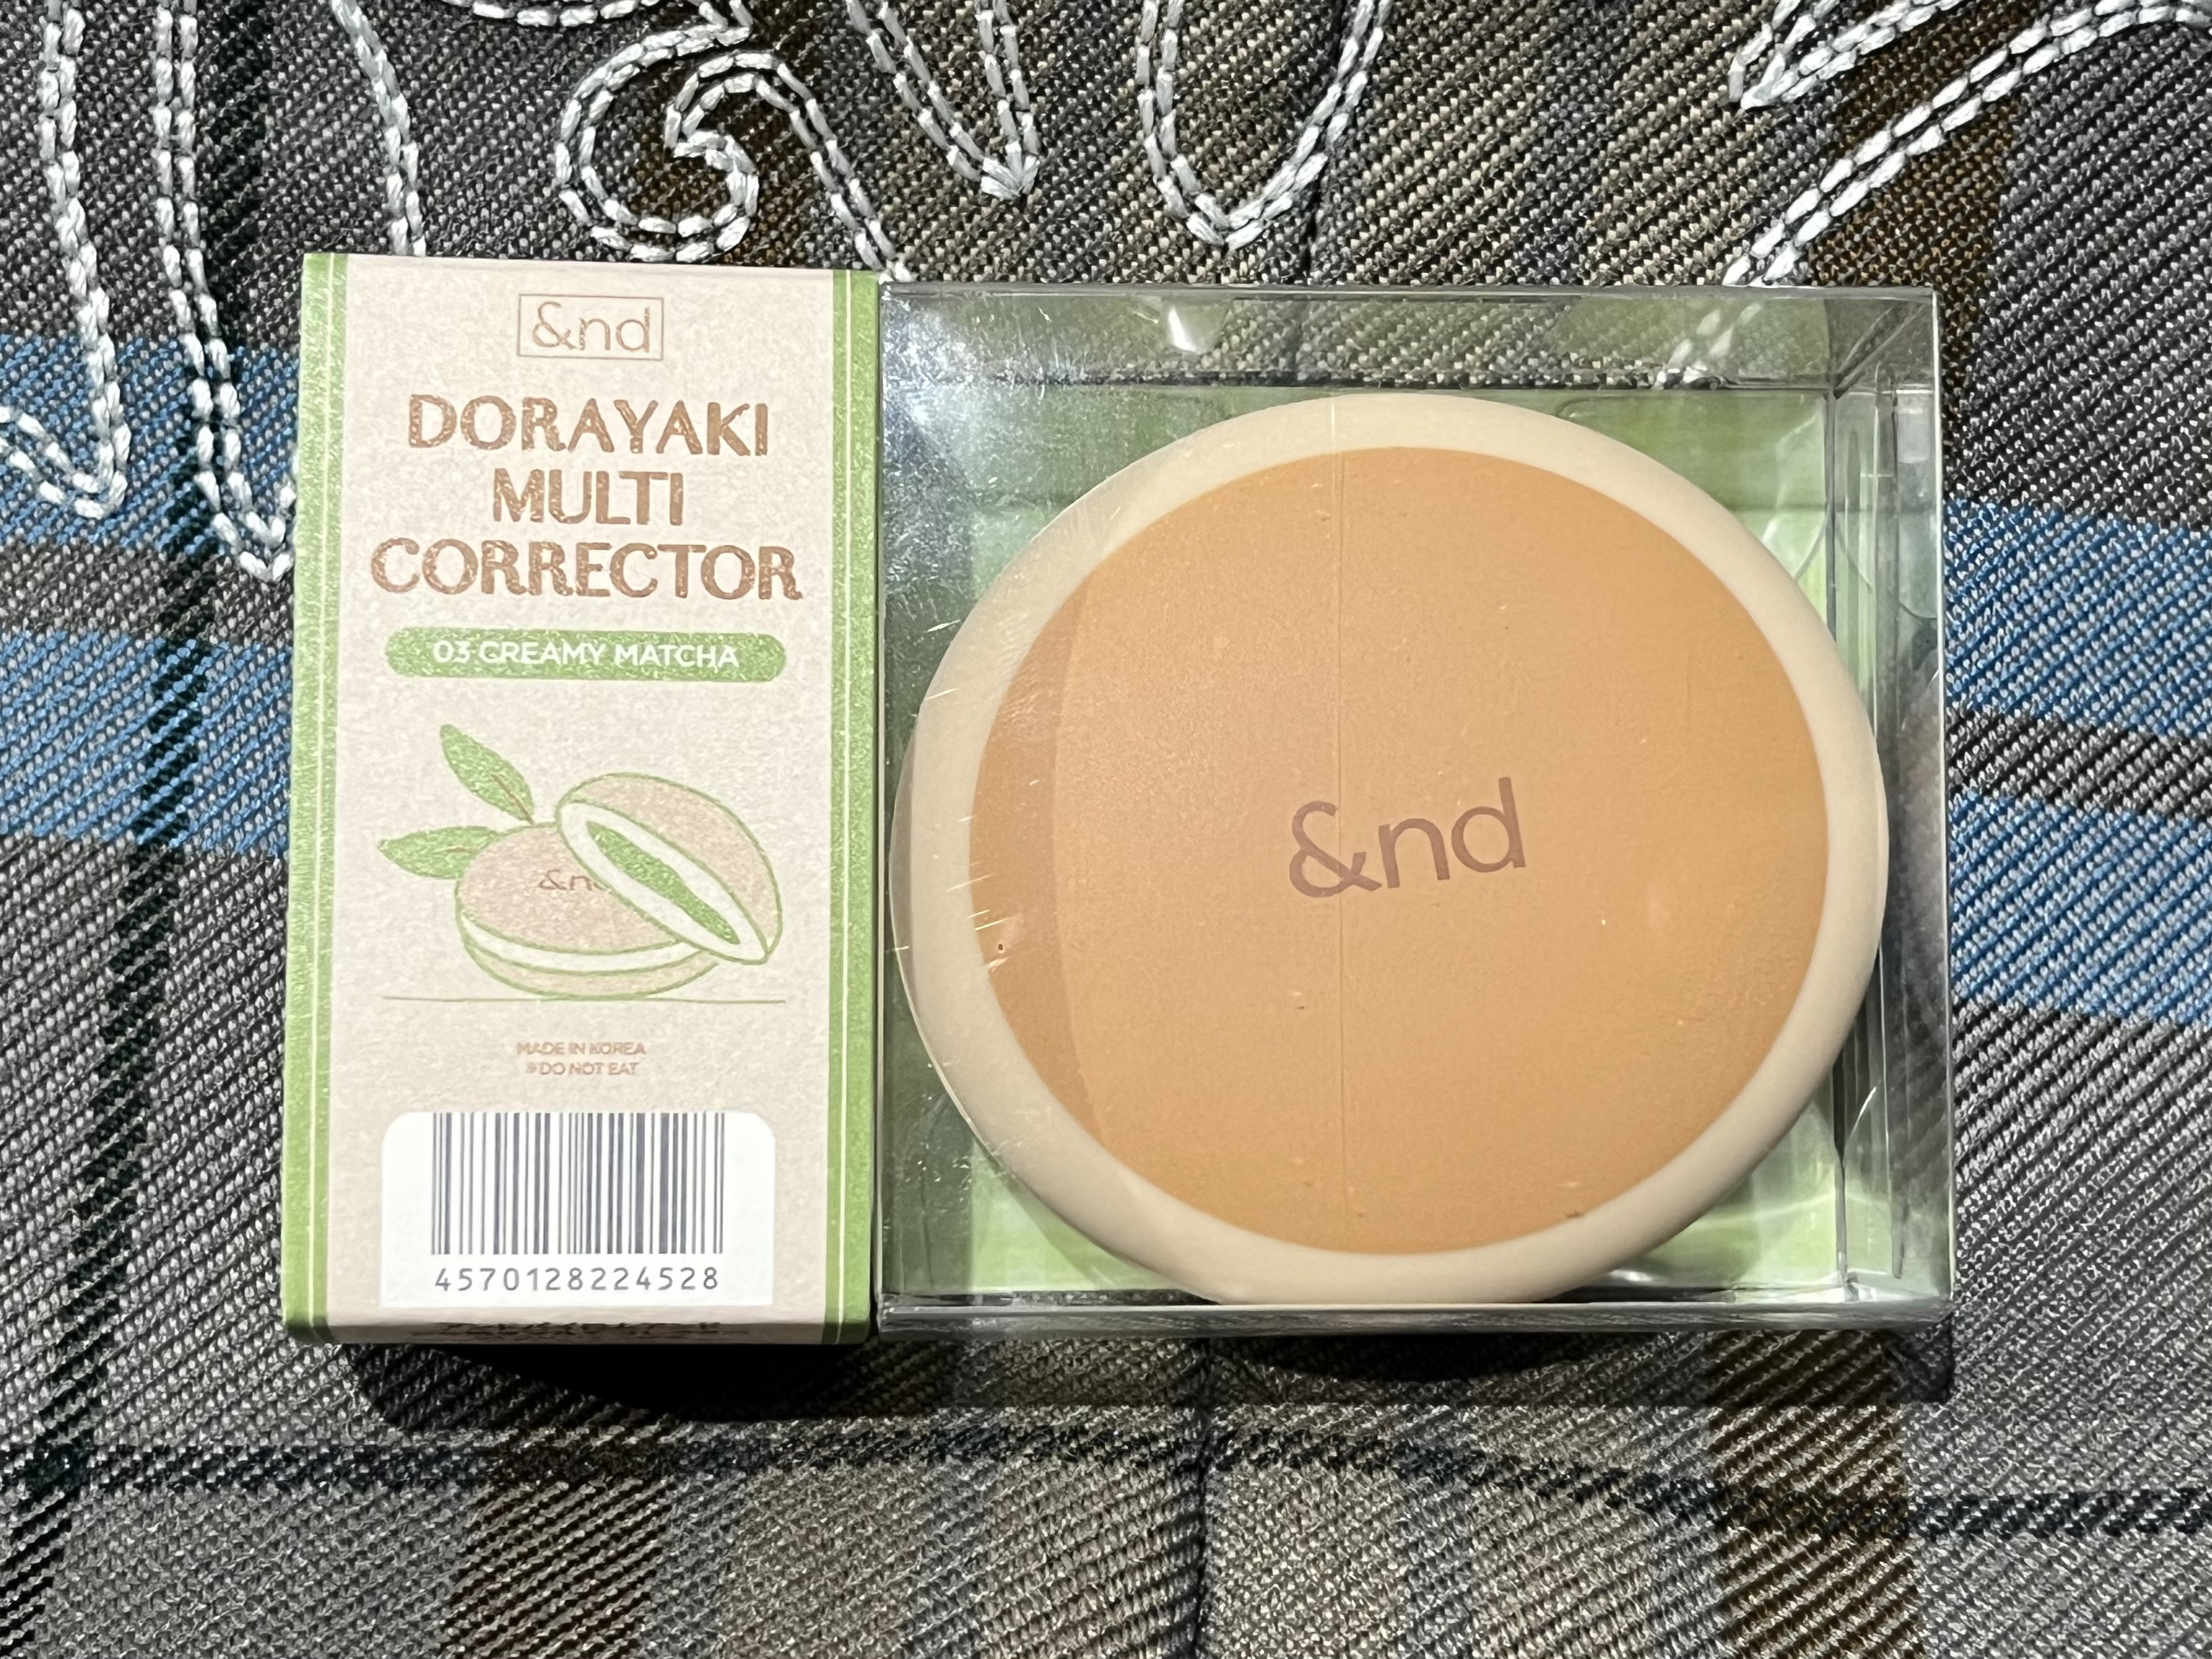 &nd
DORAYAKI
MULTI
CORRECTOR
03 CREAMY MATCHA
MADE IN KOREA
※DO NOT EAT
4570128224528
&nd